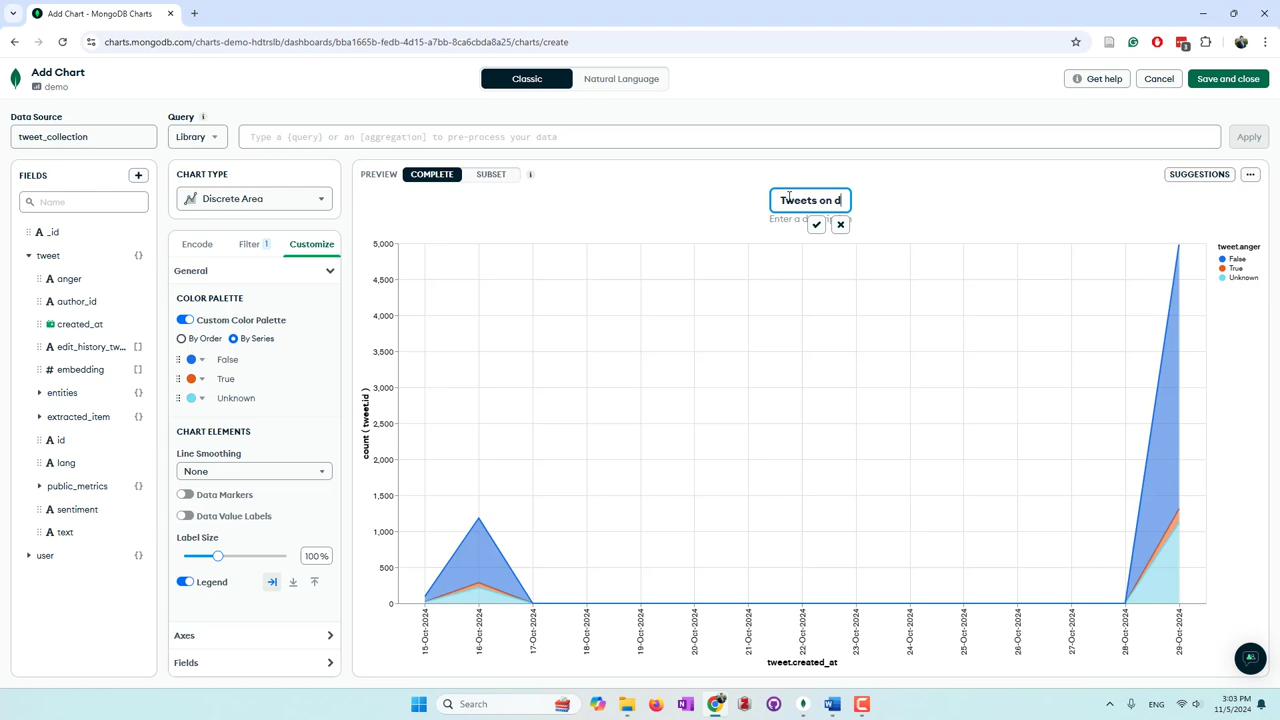 Add Chart - MongoDB Charts
charts.mongodb.com/charts-demo-hdtrslb/dashboards/bba1665b-fedb-4d15-a7bb-8ca6cbda8a25/charts/create
3
Add Chart
demo
Classic
Natural Language
Get help
Cancel
Save and close
Data Source
tweet_collection
Query
Library
Type a {query} or an [aggregation] to pre-process your data
Apply
FIELDS
Name
A _id
tweet {}
A anger
A author_id
created_at
A edit_history_tw... []
# embedding []
entities {}
extracted_item {}
A id
A lang
public_metrics {}
A sentiment
A text
user {}
CHART TYPE
Discrete Area
Encode
Filter 1
Customize
General
COLOR PALETTE
Custom Color Palette
By Order
By Series
False
True
Unknown
CHART ELEMENTS
Line Smoothing
None
Data Markers
Data Value Labels
Label Size
100%
Legend
Axes
Fields
PREVIEW
COMPLETE
SUBSET
SUGGESTIONS
Tweets on d
5,000
4,500
4,000
3,500
3,000
2,500
2,000
1,500
1,000
500
0
count ( tweet.id )
15-Oct-2024
16-Oct-2024
17-Oct-2024
18-Oct-2024
19-Oct-2024
20-Oct-2024
21-Oct-2024
22-Oct-2024
23-Oct-2024
24-Oct-2024
25-Oct-2024
26-Oct-2024
27-Oct-2024
28-Oct-2024
29-Oct-2024
tweet.created_at
tweet.anger
False
True
Unknown
Search
ENG
3:03 PM
11/5/2024